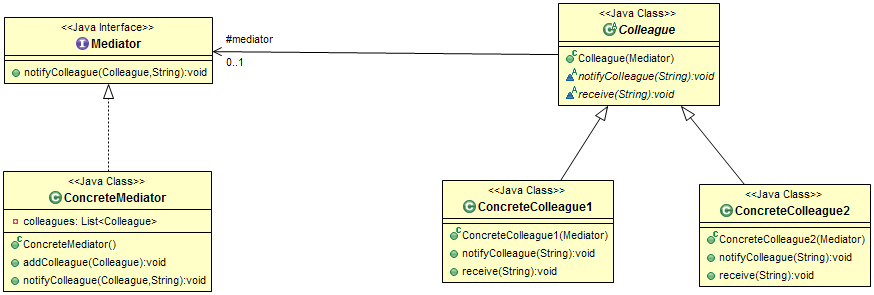 <<Java Interface>>
Mediator
notifyColleague(Colleague,String):void
#mediator
0..1
<<Java Class>>
Colleague
Colleague(Mediator)
notifyColleague(String):void
receive(String):void
<<Java Class>>
ConcreteMediator
colleagues: List<Colleague>
ConcreteMediator()
addColleague(Colleague):void
notifyColleague(Colleague,String):void
<<Java Class>>
ConcreteColleague1
ConcreteColleague1(Mediator)
notifyColleague(String):void
receive(String):void
<<Java Class>>
ConcreteColleague2
ConcreteColleague2(Mediator)
notifyColleague(String):void
receive(String):void